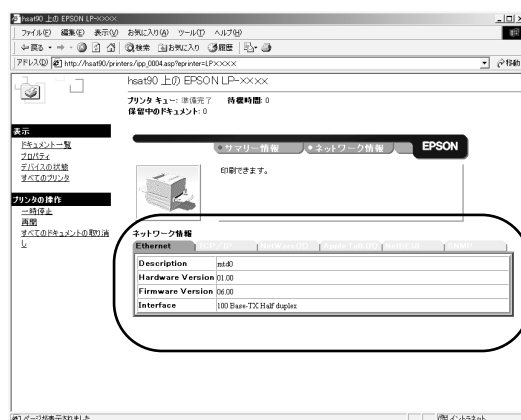 hsat90 上の EPSON LP-××××
ファイル(F) 編集(E) 表示(V) お気に入り(A) ツール(T) ヘルプ(H)
戻る 検索 お気に入り 履歴
アドレス(D) http://hsat90/printers/ipp_0004.asp?eprinter=LP×××× 移動
hsat90 上の EPSON LP-××××
プリンタ キュー: 準備完了 待機時間: 0
保留中のドキュメント: 0
表示
ドキュメント一覧
プロパティ
デバイスの状態
すべてのプリンタ
プリンタの操作
一時停止
再開
すべてのドキュメントの取り消し
サマリー情報 ネットワーク情報 EPSON
印刷できます。
ネットワーク情報
Ethernet TCP/IP NetWare(R) AppleTalk(R) NetBEUI SNMP
Description mtd0
Hardware Version 01.00
Firmware Version 06.00
Interface 100 Base-TX Half duplex
ページが表示されました イントラネット